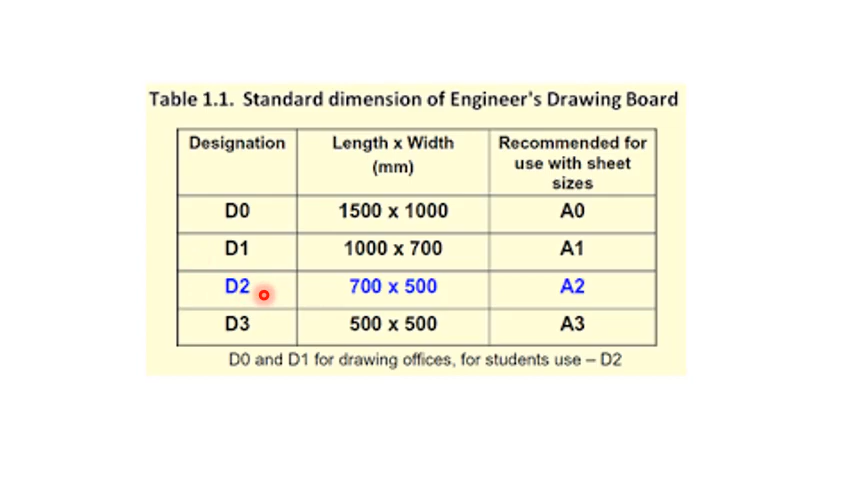 Table 1.1. Standard dimension of Engineer's Drawing Board
Designation Length x Width (mm) Recommended for use with sheet sizes
D0 1500 x 1000 A0
D1 1000 x 700 A1
D2 700 x 500 A2
D3 500 x 500 A3
D0 and D1 for drawing offices, for students use – D2